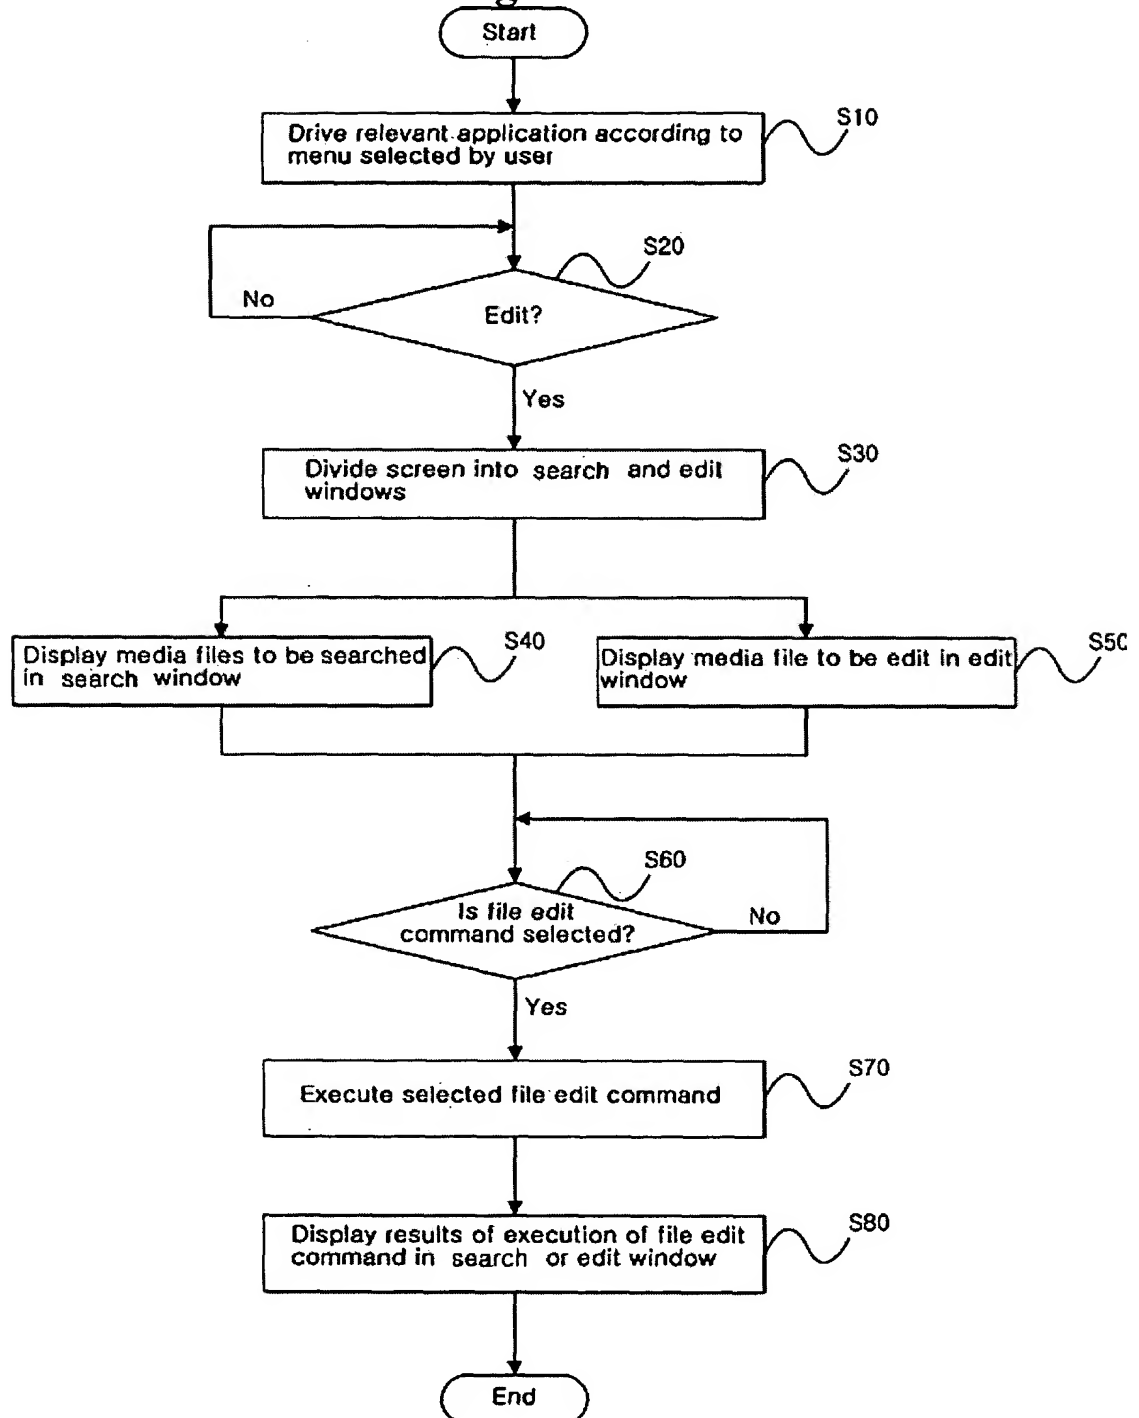 Start
Drive relevant application according to
menu selected by user
S10
S20
No
Edit?
Yes
Divide screen into search and edit
windows
S30
Display media files to be searched
in search window
S40
Display media file to be edit in edit
window
S50
S60
Is file edit
command selected?
No
Yes
Execute selected file edit command
S70
Display results of execution of file edit
command in search or edit window
S80
End